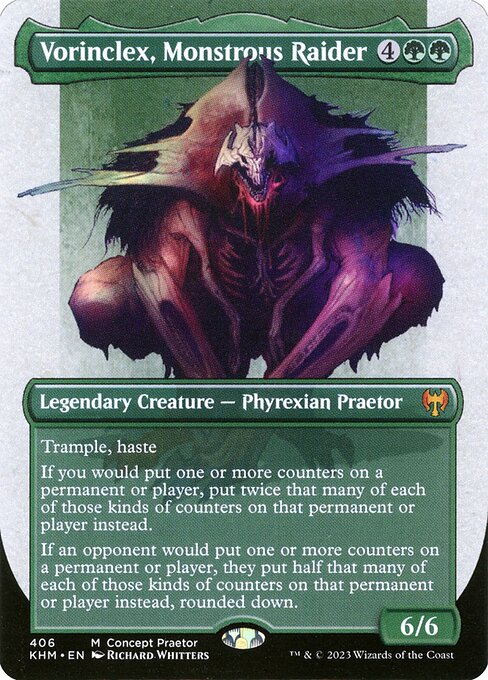 Vorinclex, Monstrous Raider 4
Legendary Creature — Phyrexian Praetor
Trample, haste
If you would put one or more counters on a
permanent or player, put twice that many of each
of those kinds of counters on that permanent
or player instead.
If an opponent would put one or more counters on
a permanent or player, they put half that many of
each of those kinds of counters on that permanent
or player instead, rounded down.
6/6
406 M Concept Praetor
KHM • EN Richard Whitters ™ & © 2023 Wizards of the Coast